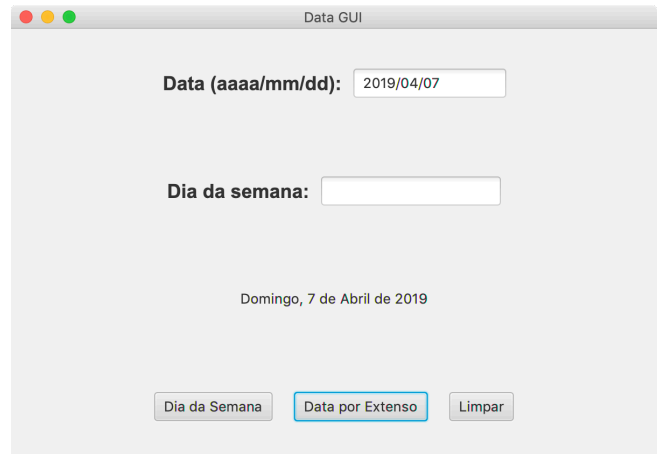 Data GUI
Data (aaaa/mm/dd): 2019/04/07
Dia da semana:
Domingo, 7 de Abril de 2019
Dia da Semana Data por Extenso Limpar